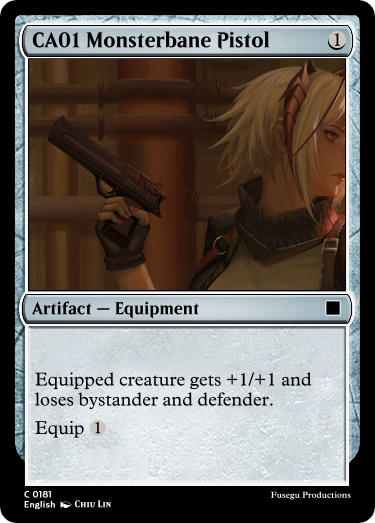 CA01 Monsterbane Pistol 1
Artifact — Equipment
Equipped creature gets +1/+1 and
loses bystander and defender.
Equip 1
C 0181
English Chiu Lin
Fusegu Productions